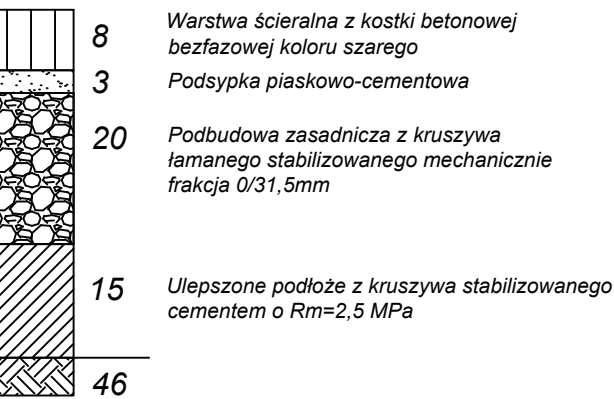 8 Warstwa ścieralna z kostki betonowej
bezfazowej koloru szarego
3 Podsypka piaskowo-cementowa
20 Podbudowa zasadnicza z kruszywa
łamanego stabilizowanego mechanicznie
frakcja 0/31,5mm
15 Ulepszone podłoże z kruszywa stabilizowanego
cementem o Rm=2,5 MPa
46